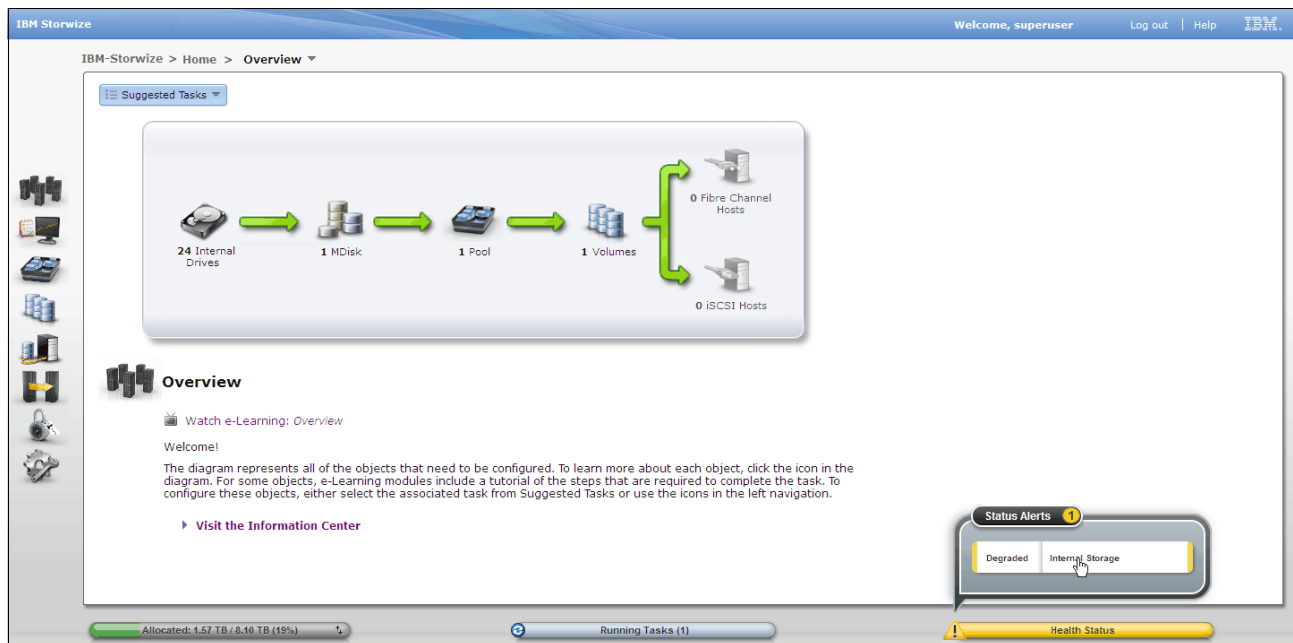 IBM Storwize
Welcome, superuser
Log out | Help
IBM.
IBM-Storwize > Home > Overview
Suggested Tasks
24 Internal
Drives
1 MDisk
1 Pool
1 Volumes
0 Fibre Channel
Hosts
0 iSCSI Hosts
Overview
Watch e-Learning: Overview
Welcome!
The diagram represents all of the objects that need to be configured. To learn more about each object, click the icon in the
diagram. For some objects, e-Learning modules include a tutorial of the steps that are required to complete the task. To
configure these objects, either select the associated task from Suggested Tasks or use the icons in the left navigation.
Visit the Information Center
Status Alerts 1
Degraded Internal Storage
Allocated: 1.57 TB / 8.10 TB (19%)
Running Tasks (1)
Health Status